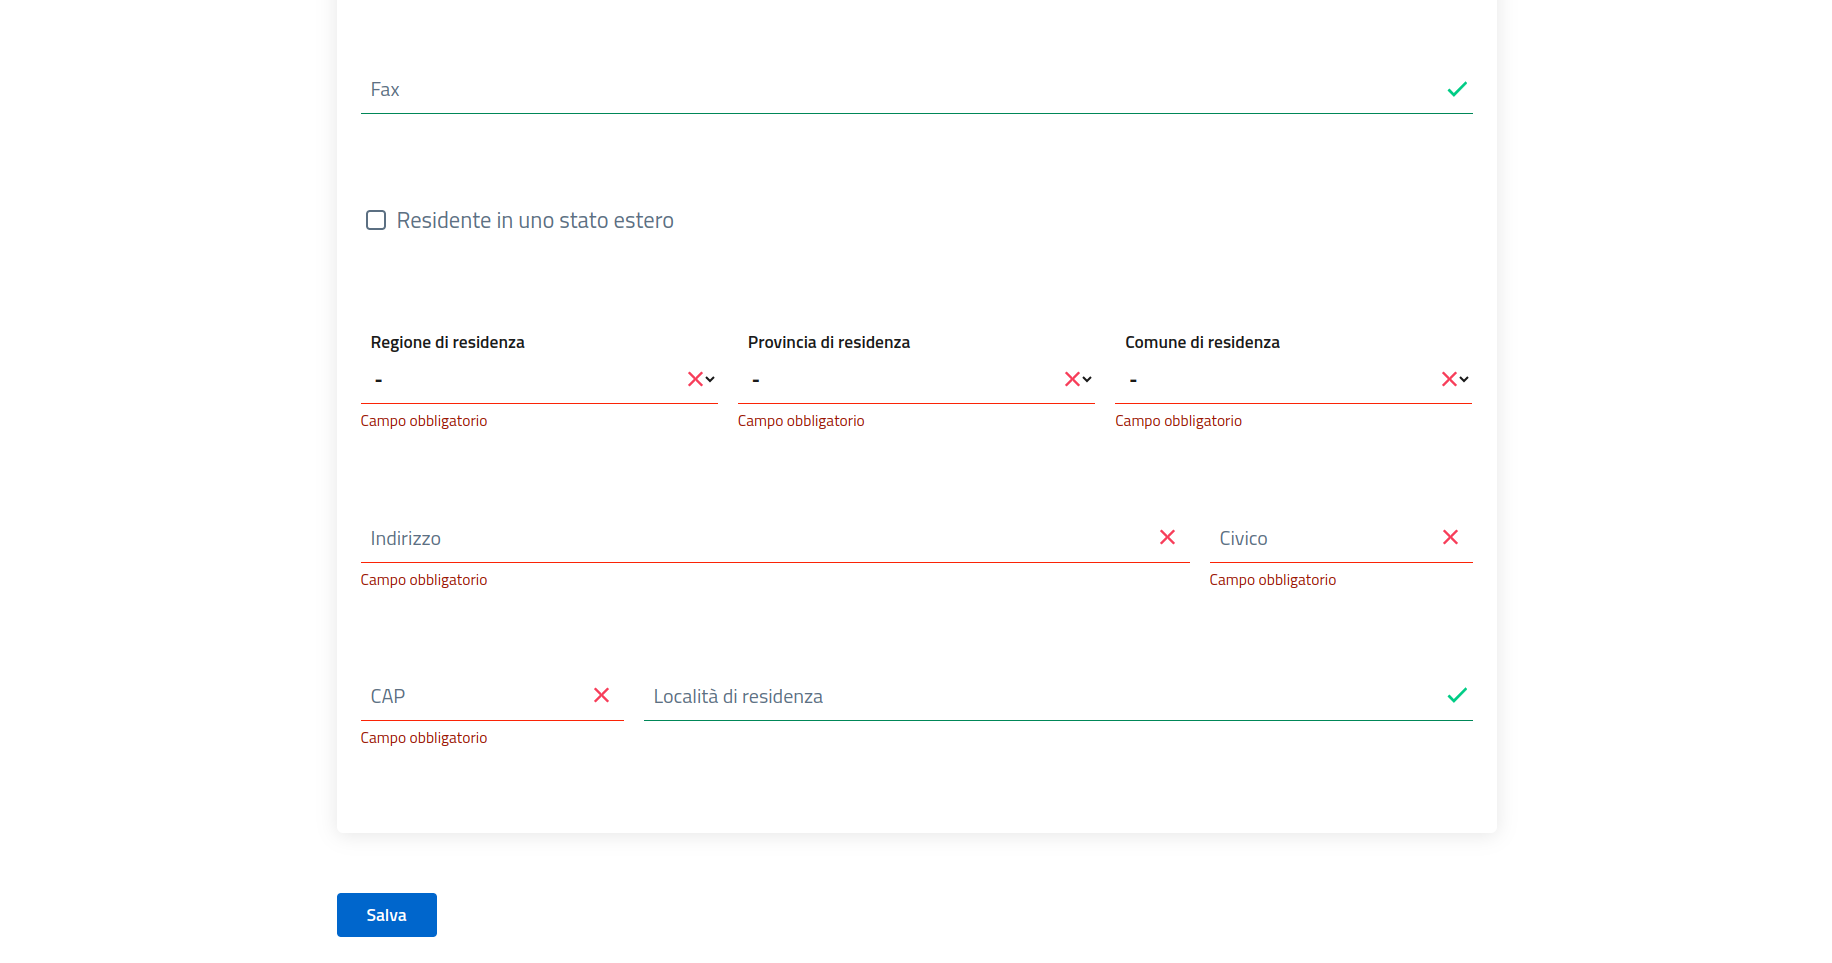 Fax
Residente in uno stato estero
Regione di residenza
Provincia di residenza
Comune di residenza
-
-
-
Campo obbligatorio
Campo obbligatorio
Campo obbligatorio
Indirizzo
Civico
Campo obbligatorio
Campo obbligatorio
CAP
Località di residenza
Campo obbligatorio
Salva